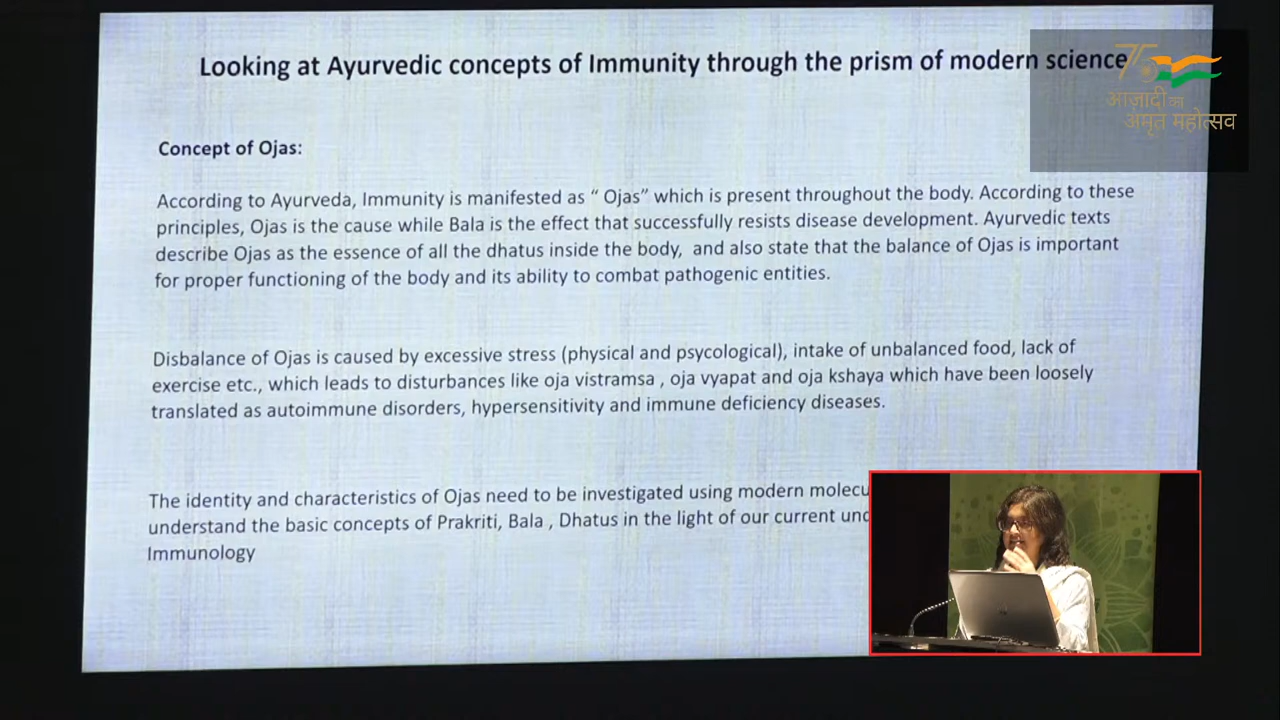 Looking at Ayurvedic concepts of Immunity through the prism of modern science
75
आज़ादी का
अमृत महोत्सव
Concept of Ojas:
According to Ayurveda, Immunity is manifested as “ Ojas” which is present throughout the body. According to these
principles, Ojas is the cause while Bala is the effect that successfully resists disease development. Ayurvedic texts
describe Ojas as the essence of all the dhatus inside the body, and also state that the balance of Ojas is important
for proper functioning of the body and its ability to combat pathogenic entities.
Disbalance of Ojas is caused by excessive stress (physical and psycological), intake of unbalanced food, lack of
exercise etc., which leads to disturbances like oja vistramsa , oja vyapat and oja kshaya which have been loosely
translated as autoimmune disorders, hypersensitivity and immune deficiency diseases.
The identity and characteristics of Ojas need to be investigated using modern molecu
understand the basic concepts of Prakriti, Bala , Dhatus in the light of our current und
Immunology